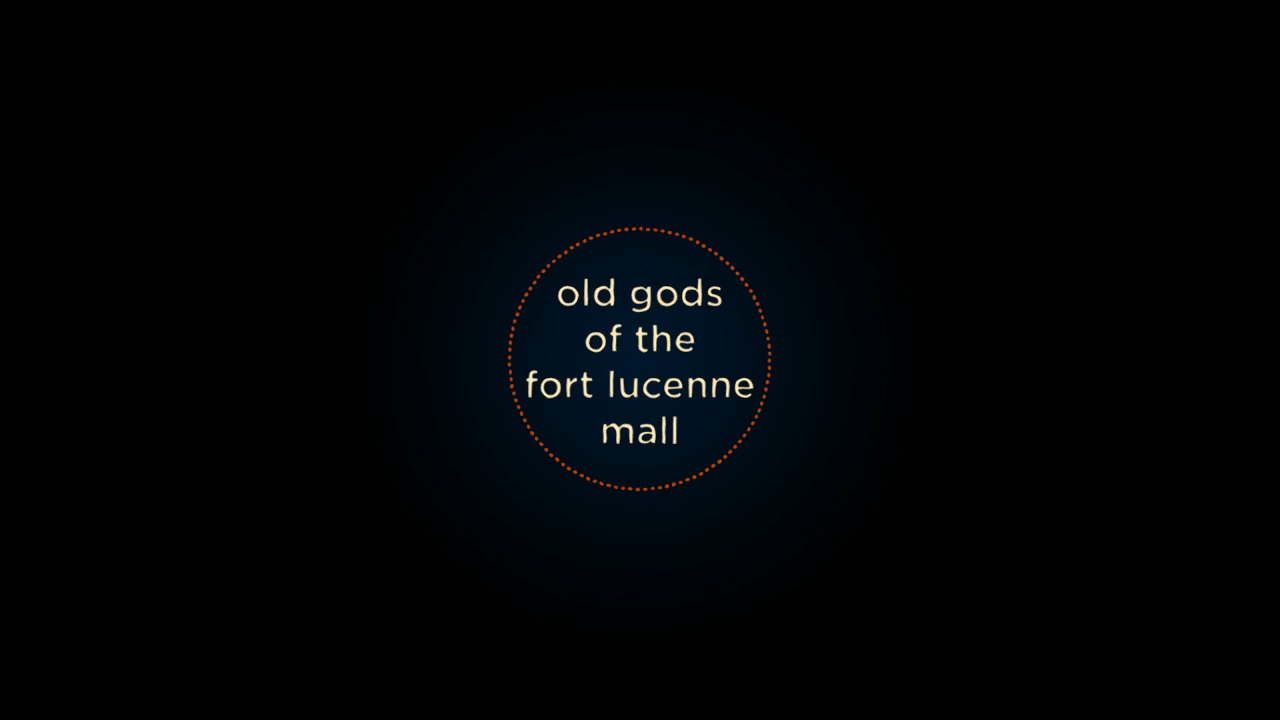 old gods
of the
fort lucenne
mall